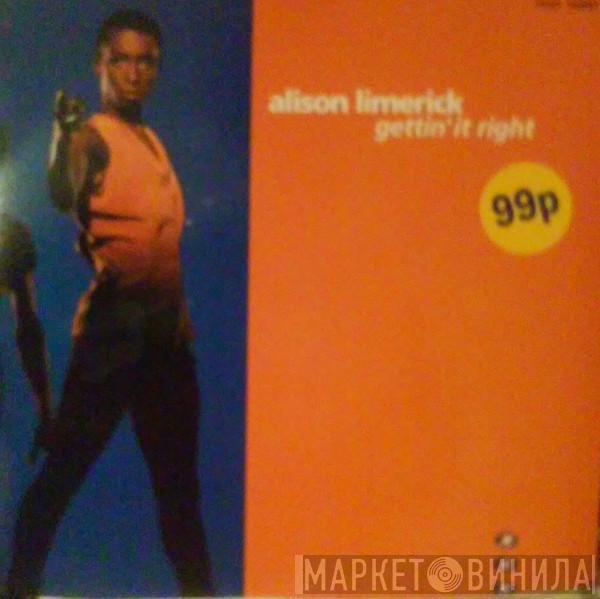 alison limerick
gettin' it right
99p
МАРКЕТ ВИНИЛА